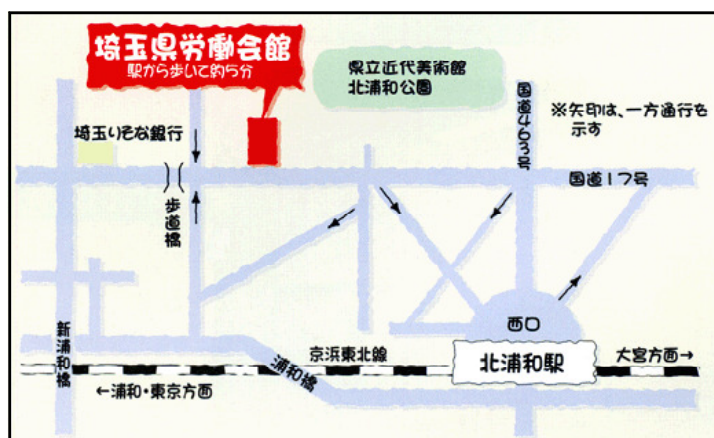 埼玉県労働会館
駅から歩いて約5分
県立近代美術館
北浦和公園
国道463号
※矢印は、一方通行を
示す
埼玉りそな銀行
国道17号
歩道橋
新浦和橋
西口
京浜東北線
北浦和駅
大宮方面→
浦和橋
←浦和・東京方面